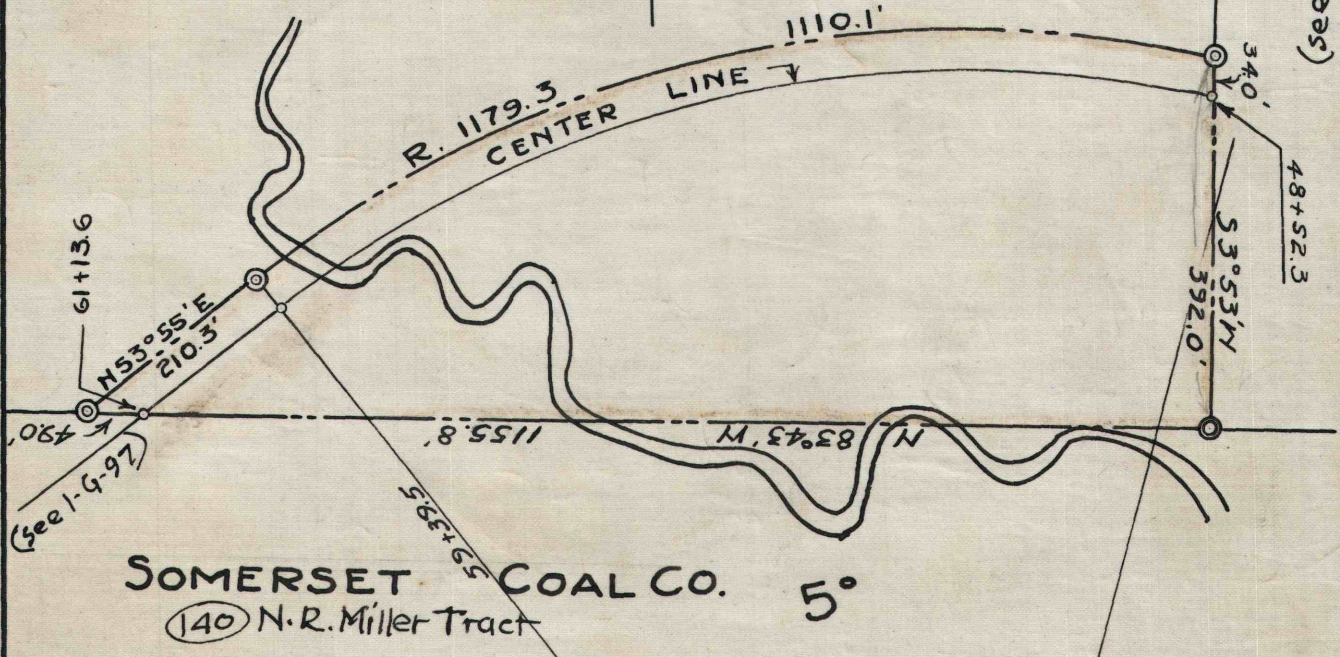 (see
1110.1'
R. 1179.3
CENTER LINE
34.0'
48+52.3
S3°53'W
392.0'
61+13.6
N53°55'E
210.3'
49.0'
(see 1-G-97)
N 83°43'W 1155.8'
59+39.5
SOMERSET COAL CO.
5°
140 N.R. Miller Tract